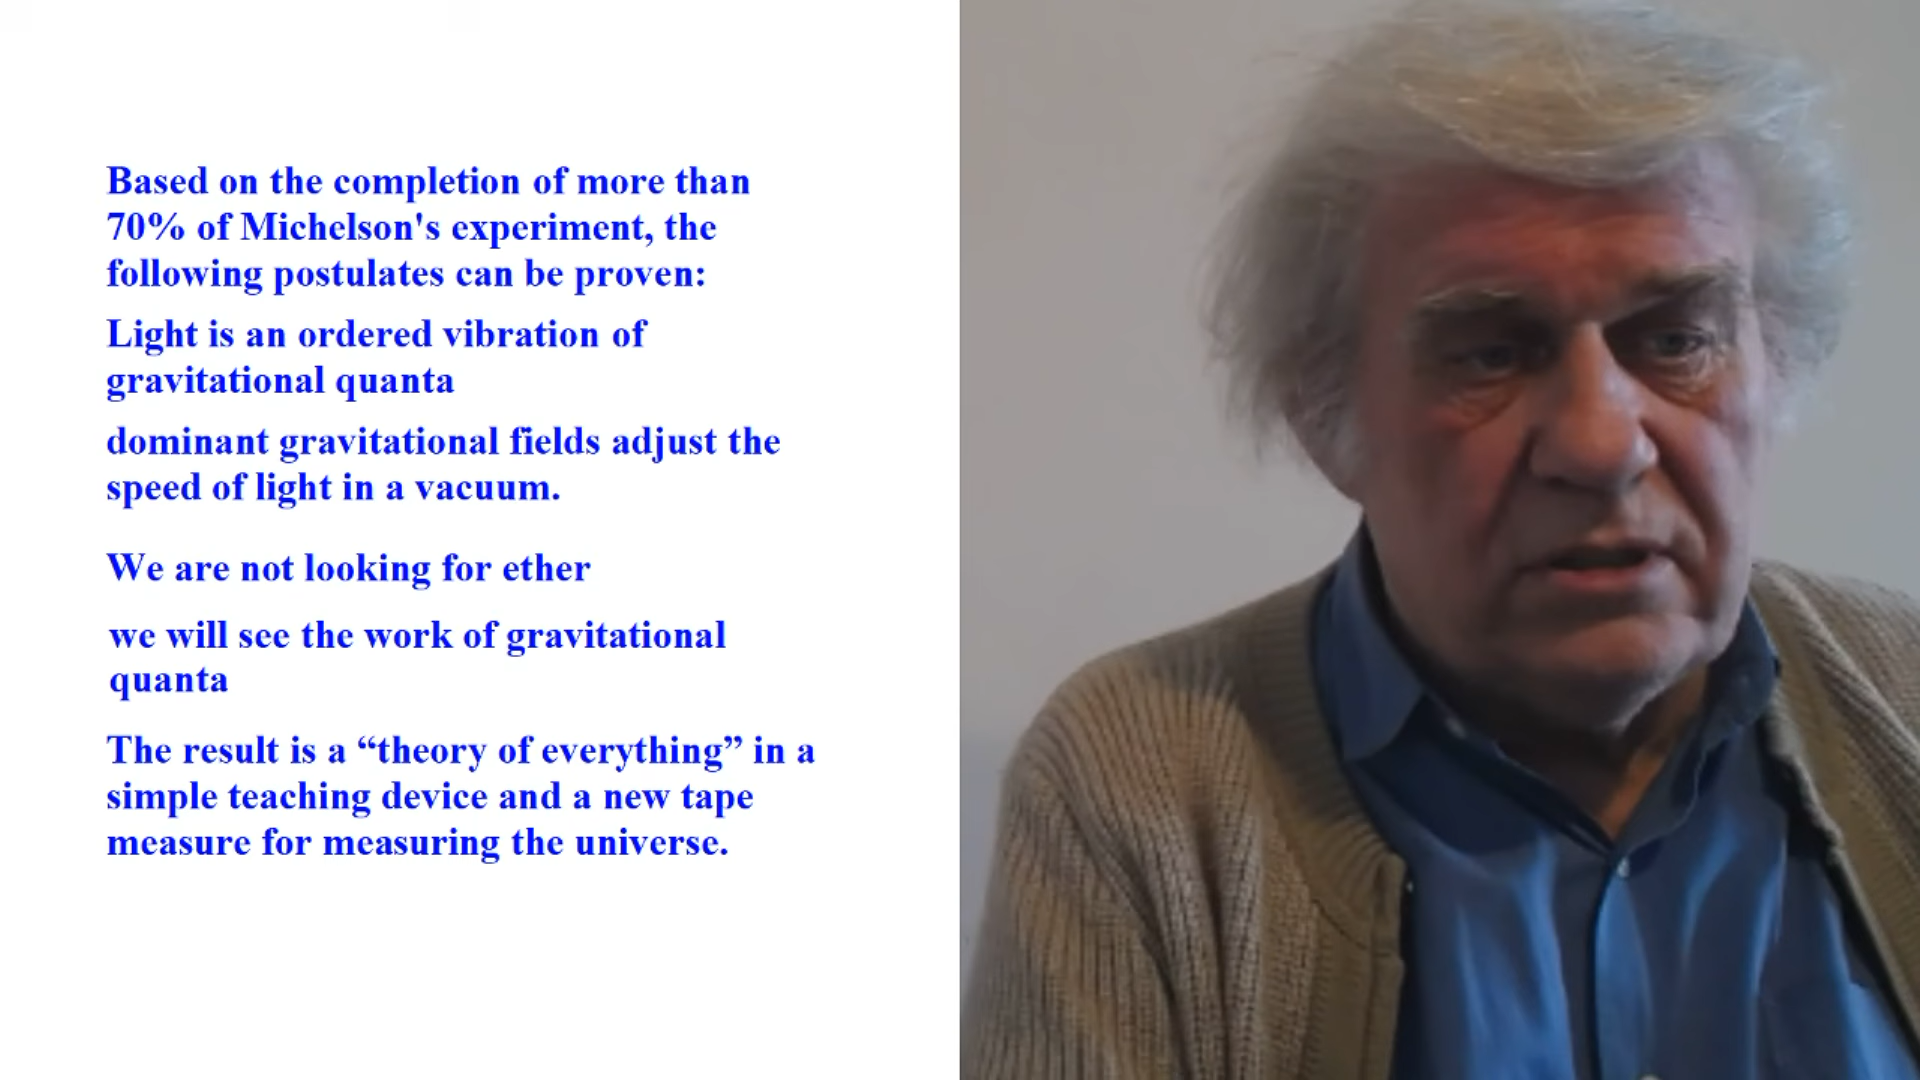 Based on the completion of more than
70% of Michelson's experiment, the
following postulates can be proven:
Light is an ordered vibration of
gravitational quanta
dominant gravitational fields adjust the
speed of light in a vacuum.
We are not looking for ether
we will see the work of gravitational
quanta
The result is a “theory of everything” in a
simple teaching device and a new tape
measure for measuring the universe.